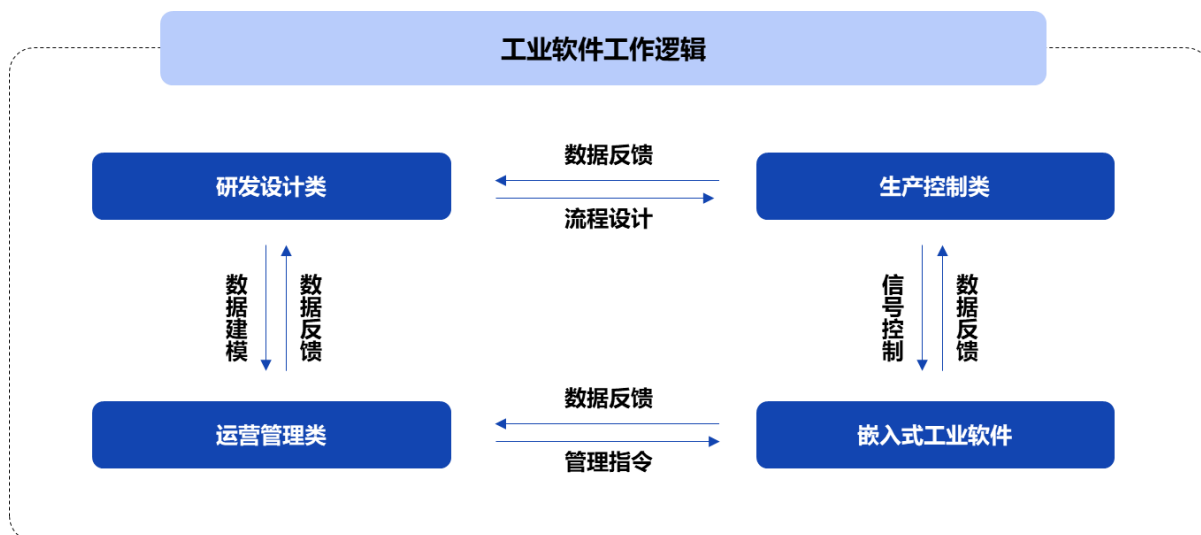 工业软件工作逻辑
数据反馈
研发设计类
生产控制类
流程设计
数据建模
数据反馈
信号控制
数据反馈
数据反馈
运营管理类
嵌入式工业软件
管理指令